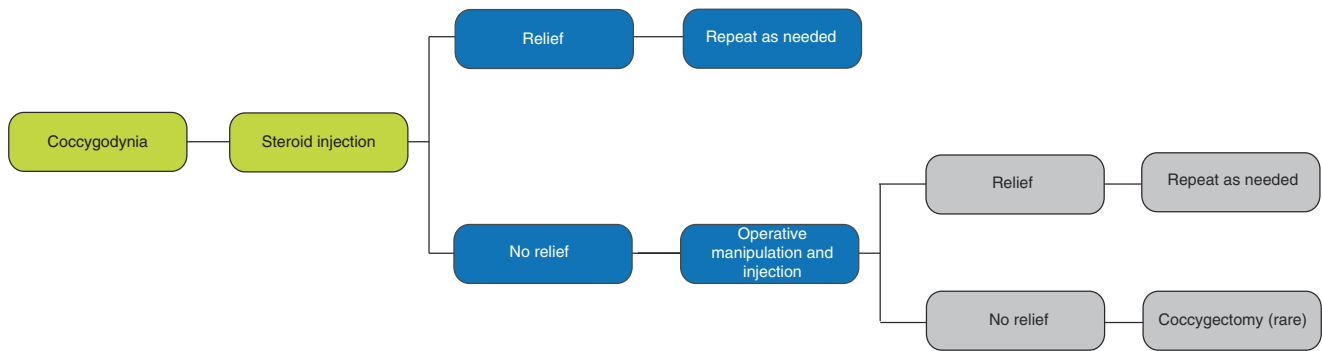 Relief
Repeat as needed
Coccygodynia
Steroid injection
Relief
Repeat as needed
No relief
Operative
manipulation and
injection
No relief
Coccygectomy (rare)